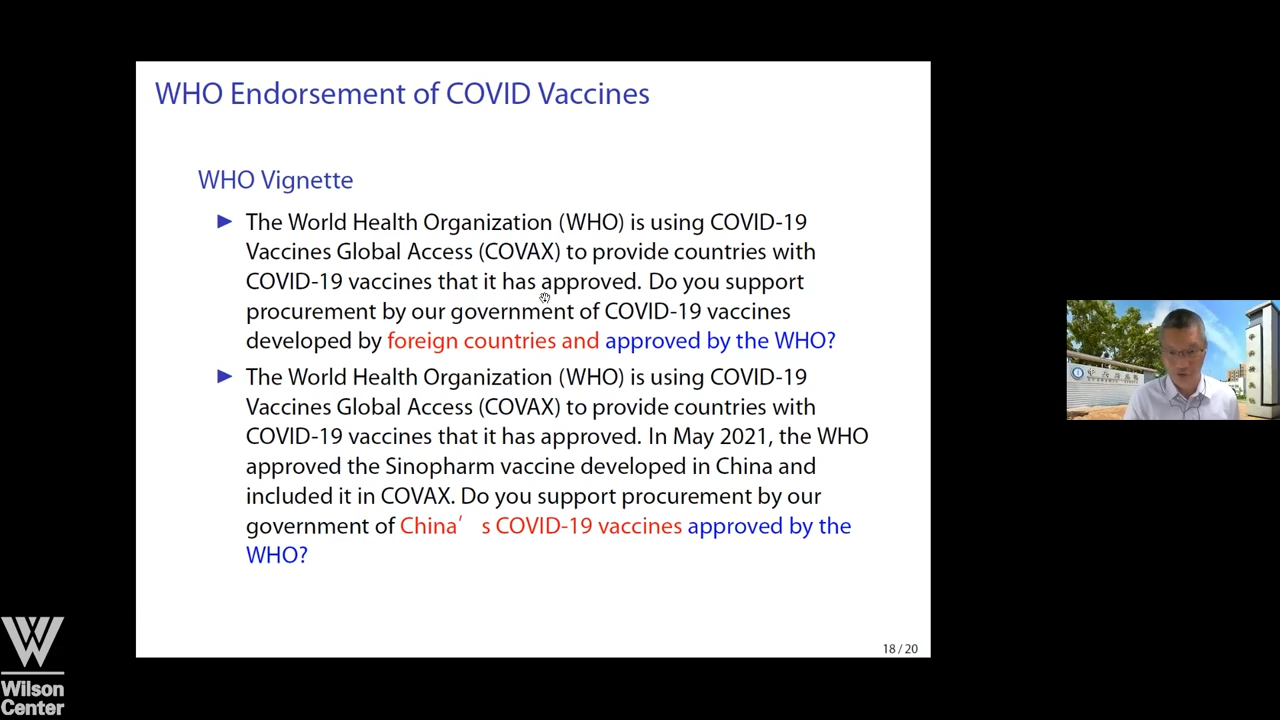 WHO Endorsement of COVID Vaccines
WHO Vignette
The World Health Organization (WHO) is using COVID-19
Vaccines Global Access (COVAX) to provide countries with
COVID-19 vaccines that it has approved. Do you support
procurement by our government of COVID-19 vaccines
developed by foreign countries and approved by the WHO?
The World Health Organization (WHO) is using COVID-19
Vaccines Global Access (COVAX) to provide countries with
COVID-19 vaccines that it has approved. In May 2021, the WHO
approved the Sinopharm vaccine developed in China and
included it in COVAX. Do you support procurement by our
government of China’ s COVID-19 vaccines approved by the
WHO?
18 / 20
Wilson
Center